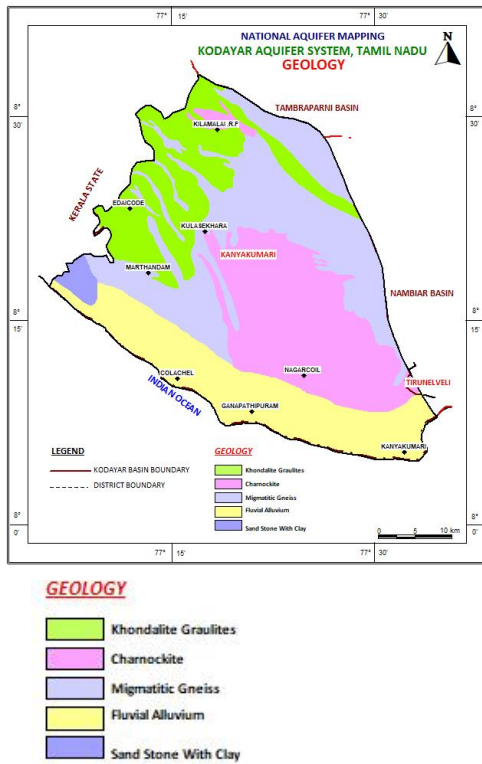 77° 15' 77° 30'
NATIONAL AQUIFER MAPPING
KODAYAR AQUIFER SYSTEM, TAMIL NADU
GEOLOGY
N
8° 30'
8° 30'
TAMBRAPARNI BASIN
KILAMALAI .R.F
KERALA STATE
EDAICODE
KULASEKHARA
KANYAKUMARI
MARTHANDAM
NAMBIAR BASIN
8° 15'
8° 15'
COLACHEL
NAGARCOIL
TIRUNELVELI
INDIAN OCEAN
GANAPATHIPURAM
KANYAKUMARI
LEGEND
KODAYAR BASIN BOUNDARY
DISTRICT BOUNDARY
GEOLOGY
Khondalite Graulites
Charnockite
Migmatitic Gneiss
Fluvial Alluvium
Sand Stone With Clay
8° 0'
8° 0'
0 5 10 km
77° 15' 77° 30'
GEOLOGY
Khondalite Graulites
Charnockite
Migmatitic Gneiss
Fluvial Alluvium
Sand Stone With Clay